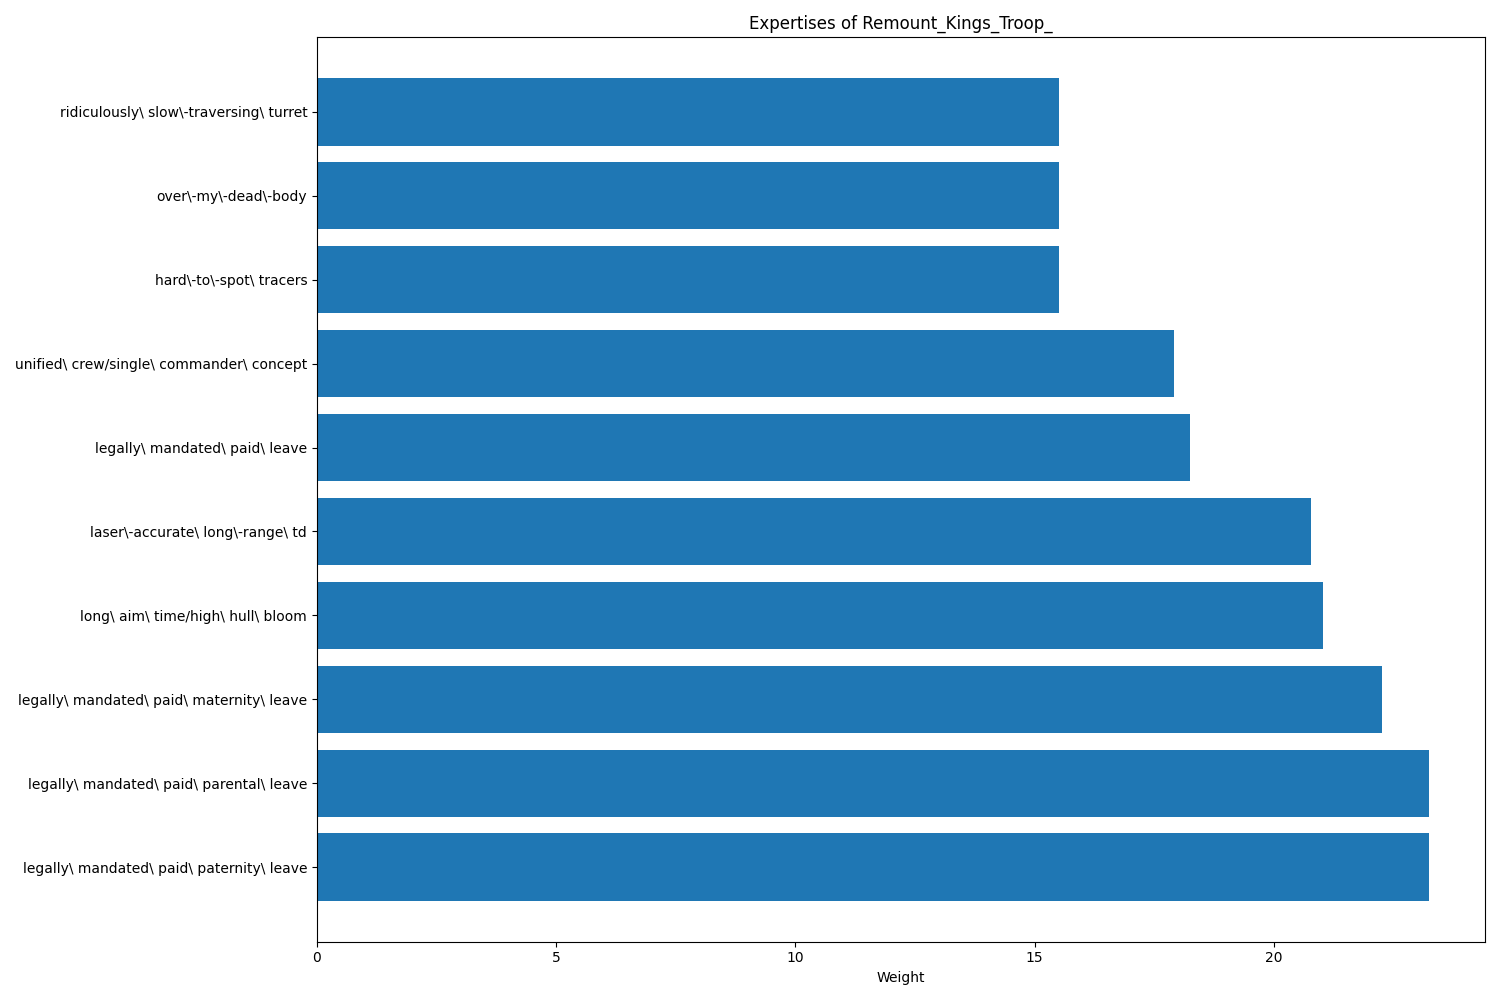 Expertises of Remount_Kings_Troop_
ridiculously\ slow\-traversing\ turret
over\-my\-dead\-body
hard\-to\-spot\ tracers
unified\ crew/single\ commander\ concept
legally\ mandated\ paid\ leave
laser\-accurate\ long\-range\ td
long\ aim\ time/high\ hull\ bloom
legally\ mandated\ paid\ maternity\ leave
legally\ mandated\ paid\ parental\ leave
legally\ mandated\ paid\ paternity\ leave
0 5 10 15 20
Weight